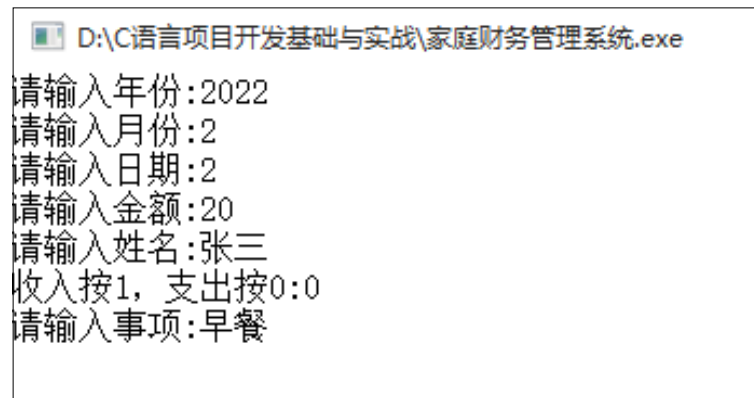 D:\C语言项目开发基础与实战\家庭财务管理系统.exe
请输入年份:2022
请输入月份:2
请输入日期:2
请输入金额:20
请输入姓名:张三
收入按1，支出按0:0
请输入事项:早餐